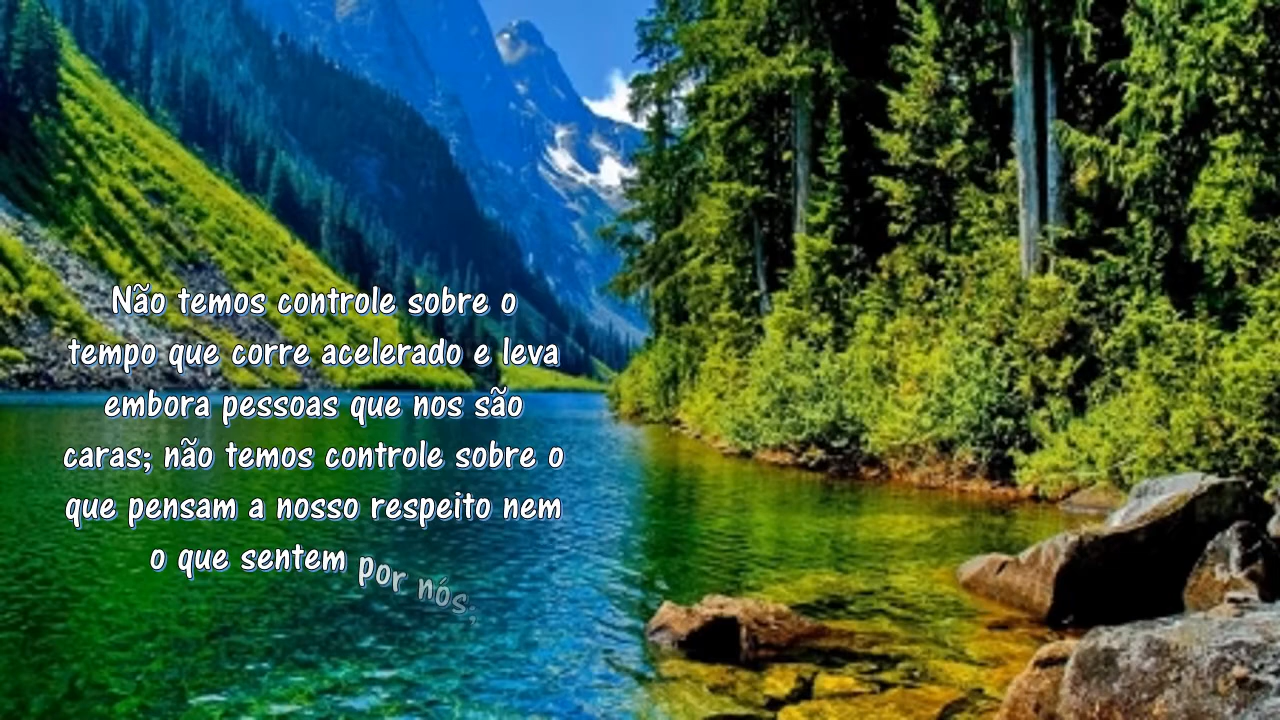 Não temos controle sobre o
tempo que corre acelerado e leva
embora pessoas que nos são
caras; não temos controle sobre o
que pensam a nosso respeito nem
o que sentem por nós;